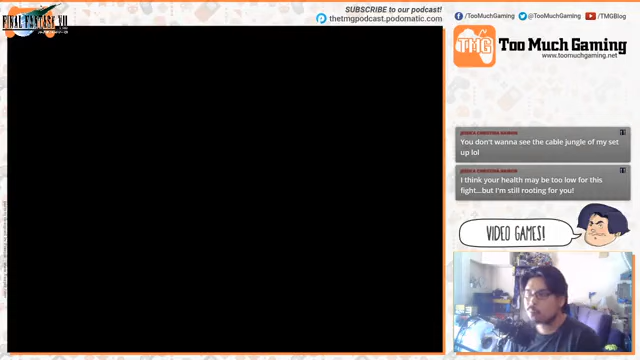 FINAL FANTASY VII
SUBSCRIBE to our podcast!
thetmgpodcast.podomatic.com
/TooMuchGaming
@TooMuchGaming
/TMGBlog
TMG
Too Much Gaming
www.toomuchgaming.net
You don't wanna see the cable jungle of my set
up lol
I think your health may be too low for this
fight...but I'm still rooting for you!
VIDEO GAMES!